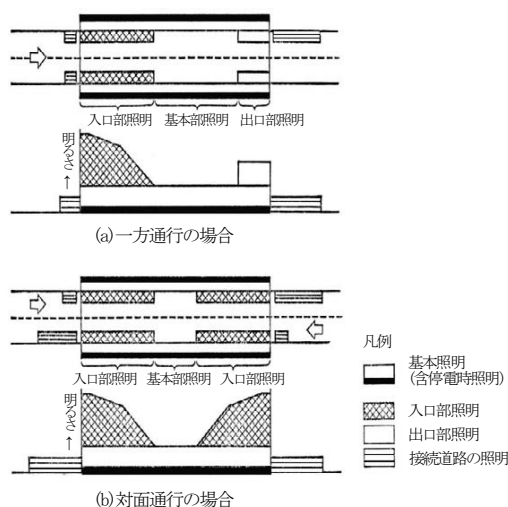 入口部照明 基本部照明 出口部照明
明るさ→
(a)一方通行の場合
入口部照明 基本部照明 入口部照明
明るさ→
(b)対面通行の場合
凡例
基本照明
(含停電時照明)
入口部照明
出口部照明
接続道路の照明